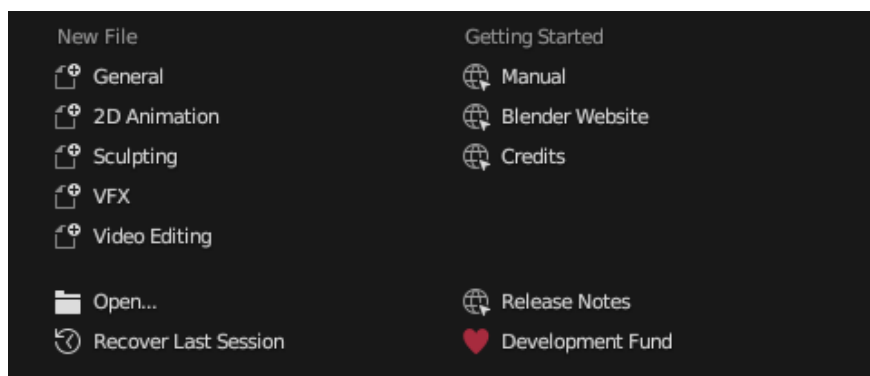 New File
General
2D Animation
Sculpting
VFX
Video Editing
Open...
Recover Last Session
Getting Started
Manual
Blender Website
Credits
Release Notes
Development Fund